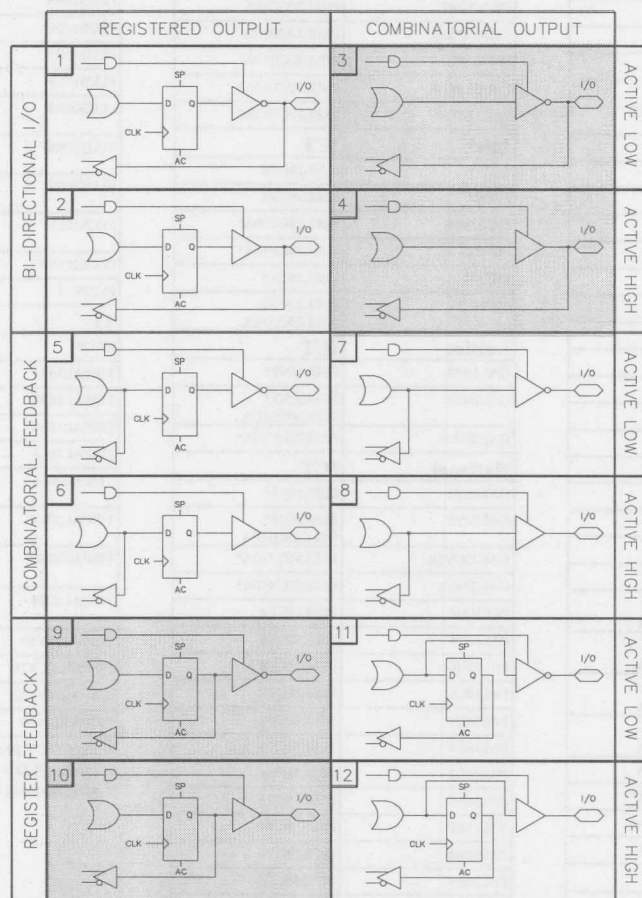 REGISTERED OUTPUT
COMBINATORIAL OUTPUT
BI-DIRECTIONAL I/O
1
SP
D Q
CLK
AC
I/O
3
I/O
ACTIVE LOW
2
SP
D Q
CLK
AC
I/O
4
I/O
ACTIVE HIGH
COMBINATORIAL FEEDBACK
5
SP
D Q
CLK
AC
I/O
7
I/O
ACTIVE LOW
6
SP
D Q
CLK
AC
I/O
8
I/O
ACTIVE HIGH
REGISTER FEEDBACK
9
SP
D Q
CLK
AC
I/O
11
SP
D Q
CLK
AC
I/O
ACTIVE LOW
10
SP
D Q
CLK
AC
I/O
12
SP
D Q
CLK
AC
I/O
ACTIVE HIGH